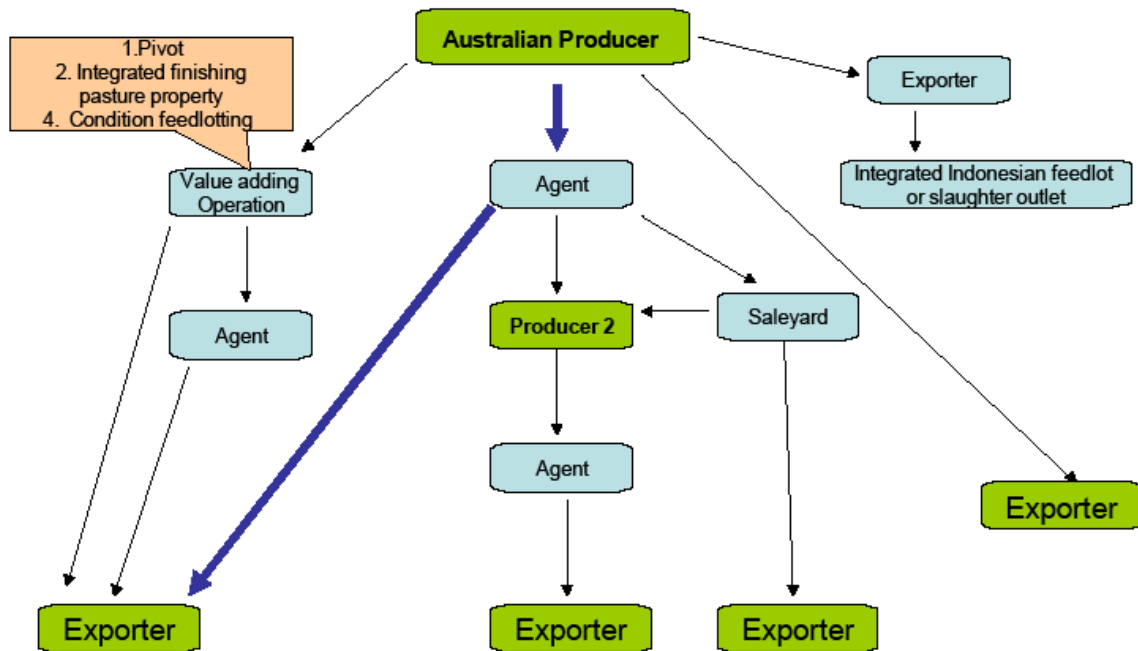 1.Pivot
2. Integrated finishing
pasture property
4. Condition feedlotting
Australian Producer
Exporter
Integrated Indonesian feedlot
or slaughter outlet
Value adding
Operation
Agent
Agent
Producer 2
Saleyard
Agent
Exporter
Exporter
Exporter
Exporter